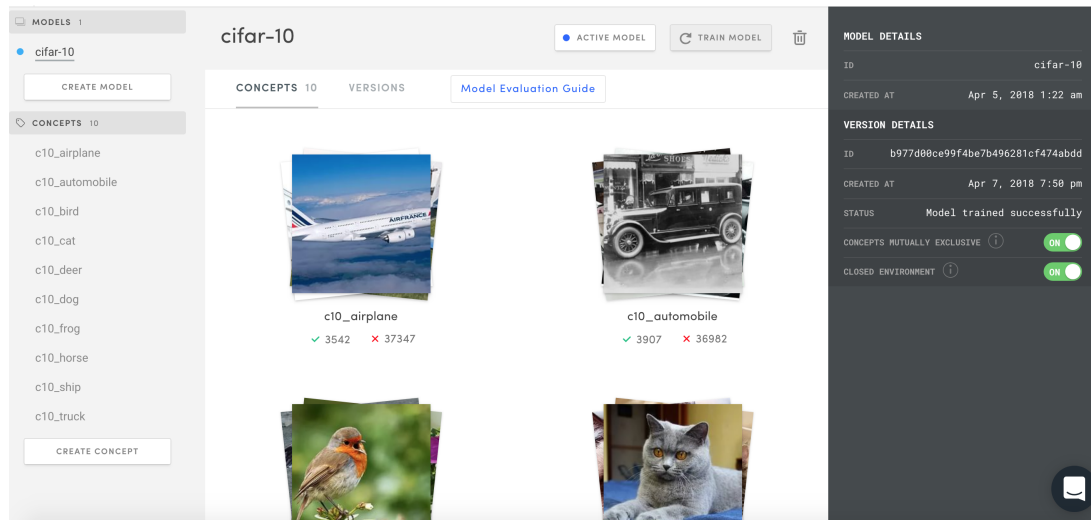 MODELS 1
cifar-10
CREATE MODEL
CONCEPTS 10
c10_airplane
c10_automobile
c10_bird
c10_cat
c10_deer
c10_dog
c10_frog
c10_horse
c10_ship
c10_truck
CREATE CONCEPT
cifar-10
ACTIVE MODEL
TRAIN MODEL
CONCEPTS 10
VERSIONS
Model Evaluation Guide
AIRFRANCE
c10_airplane
3542
37347
SHOES
c10_automobile
3907
36982
MODEL DETAILS
ID cifar-10
CREATED AT Apr 5, 2018 1:22 am
VERSION DETAILS
ID b977d00ce99f4be7b496281cf474abdd
CREATED AT Apr 7, 2018 7:50 pm
STATUS Model trained successfully
CONCEPTS MUTUALLY EXCLUSIVE ON
CLOSED ENVIRONMENT ON